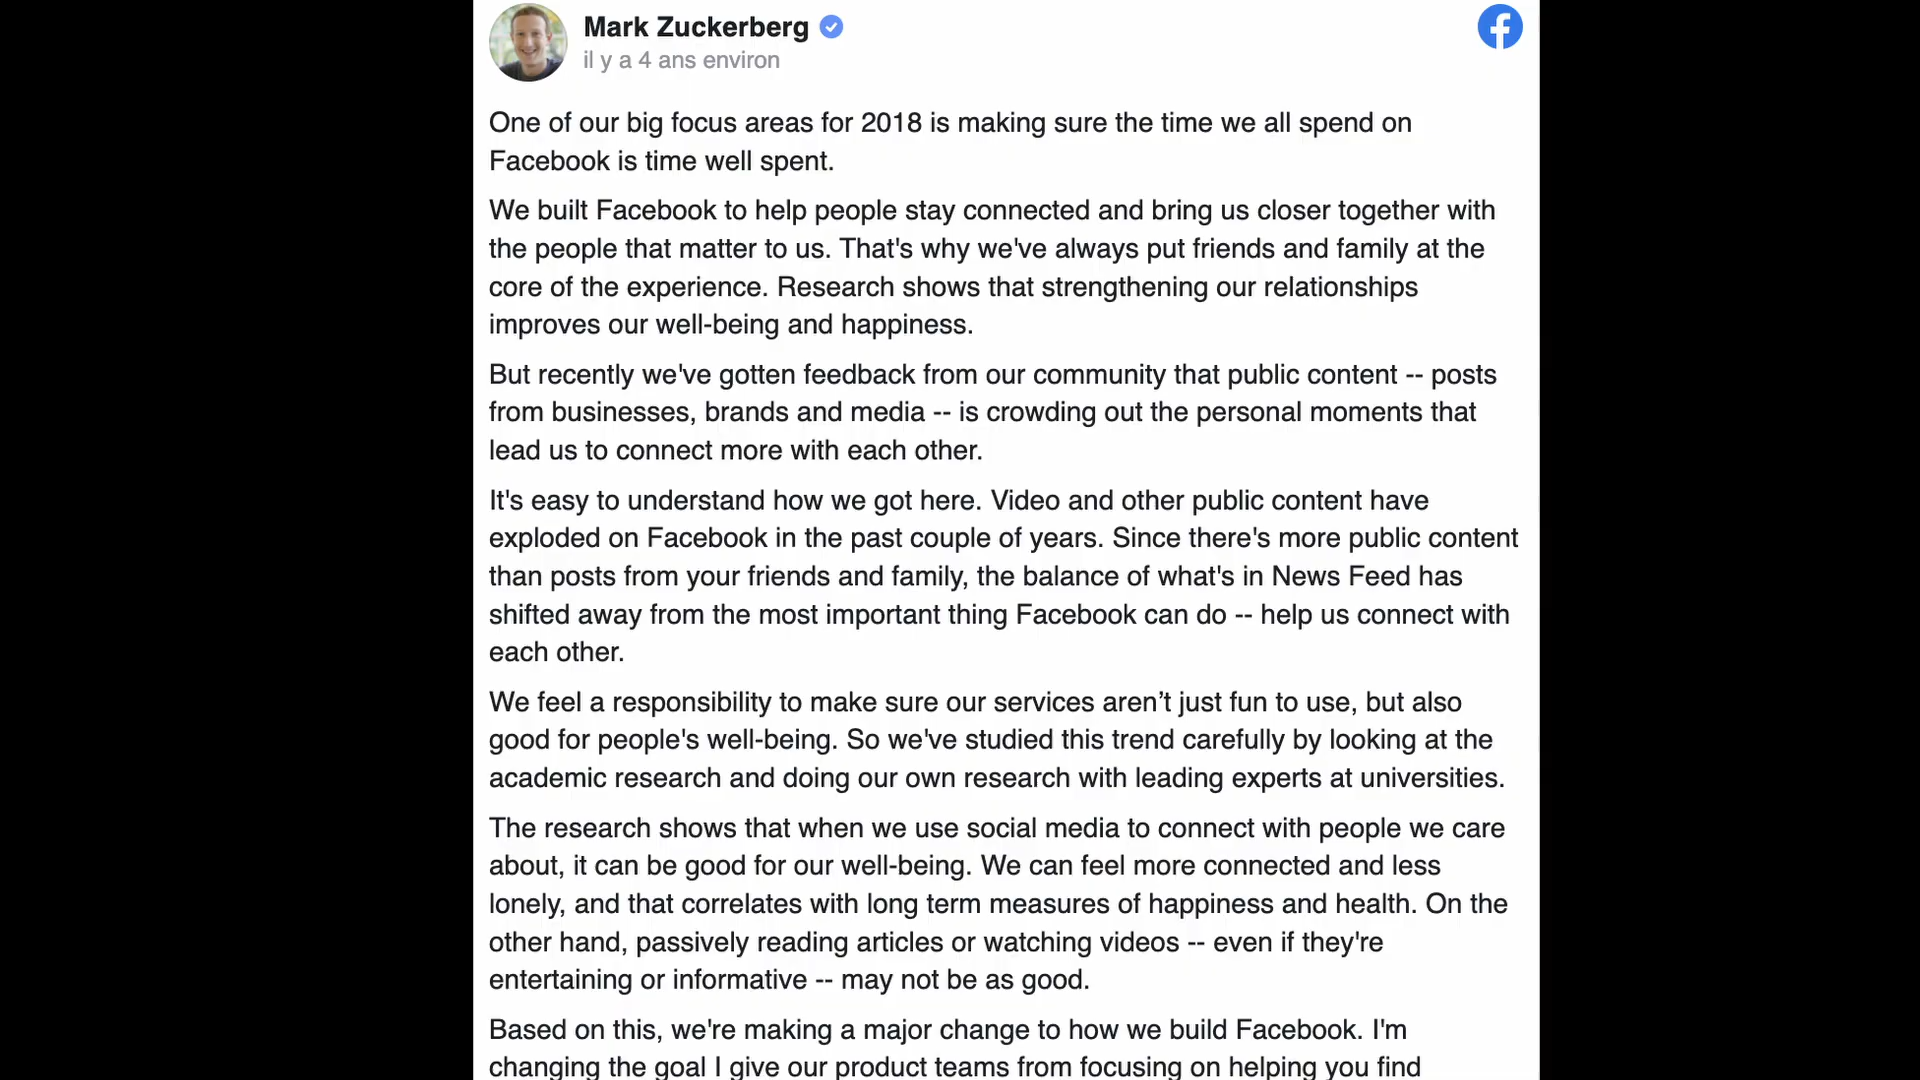 Mark Zuckerberg
il y a 4 ans environ
One of our big focus areas for 2018 is making sure the time we all spend on
Facebook is time well spent.
We built Facebook to help people stay connected and bring us closer together with
the people that matter to us. That's why we've always put friends and family at the
core of the experience. Research shows that strengthening our relationships
improves our well-being and happiness.
But recently we've gotten feedback from our community that public content -- posts
from businesses, brands and media -- is crowding out the personal moments that
lead us to connect more with each other.
It's easy to understand how we got here. Video and other public content have
exploded on Facebook in the past couple of years. Since there's more public content
than posts from your friends and family, the balance of what's in News Feed has
shifted away from the most important thing Facebook can do -- help us connect with
each other.
We feel a responsibility to make sure our services aren’t just fun to use, but also
good for people's well-being. So we've studied this trend carefully by looking at the
academic research and doing our own research with leading experts at universities.
The research shows that when we use social media to connect with people we care
about, it can be good for our well-being. We can feel more connected and less
lonely, and that correlates with long term measures of happiness and health. On the
other hand, passively reading articles or watching videos -- even if they're
entertaining or informative -- may not be as good.
Based on this, we're making a major change to how we build Facebook. I'm
changing the goal I give our product teams from focusing on helping you find